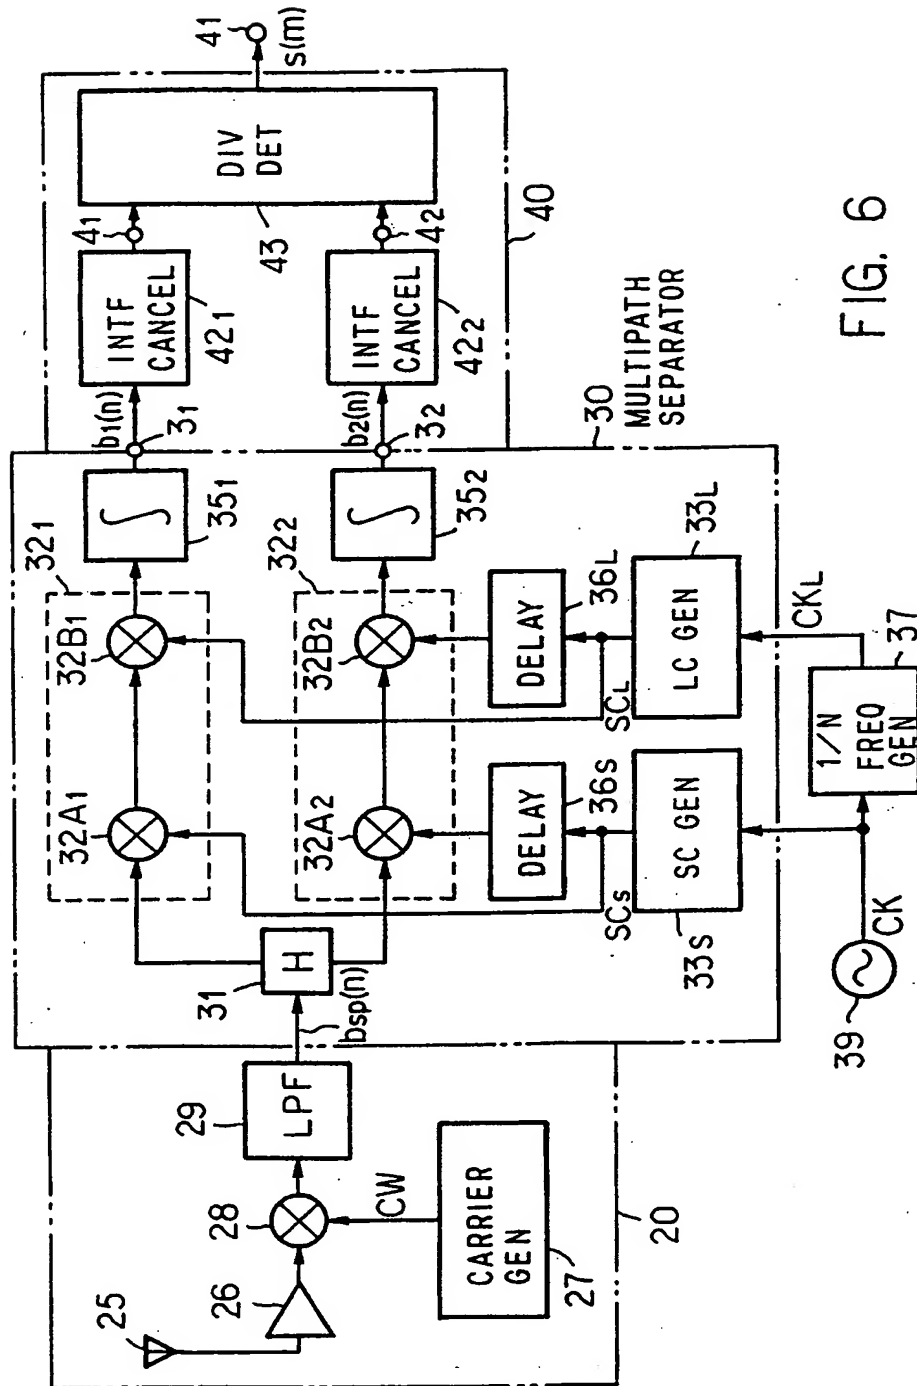 25
26
28
CW
CARRIER
GEN
27
20
29
LPF
bsp(n)
31
H
321
32A1
32B1
351
∫
b1(n)
31
INTF
CANCEL
421
41
322
32A2
32B2
352
∫
b2(n)
32
INTF
CANCEL
422
42
DIV
DET
43
41
s(m)
40
30
MULTIPATH
SEPARATOR
DELAY
36S
SCS
SC GEN
33S
DELAY
36L
SCL
LC GEN
33L
CKL
39
CK
1/N
FREQ
GEN
37
FIG. 6